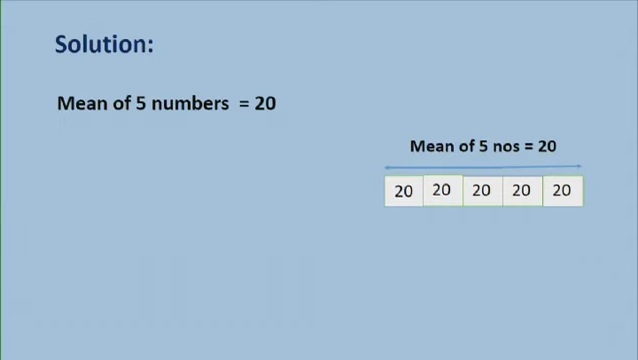 Solution:
Mean of 5 numbers = 20
Mean of 5 nos = 20
20 20 20 20 20